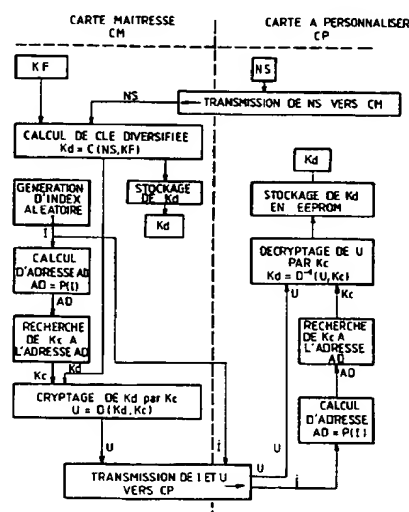 CARTE MAITRESSE
CM
CARTE A PERSONNALISER
CP
KF
NS
NS
TRANSMISSION DE NS VERS CM
CALCUL DE CLE DIVERSIFIEE
Kd = C(NS,KF)
STOCKAGE
DE Kd
Kd
GENERATION
D'INDEX
ALEATOIRE
I
CALCUL
D'ADRESSE AD
AD = P(I)
AD
RECHERCHE
DE Kc A
L'ADRESSE AD
Kc
Kd
CRYPTAGE DE Kd par Kc
U = D(Kd,Kc)
U
I
TRANSMISSION DE I ET U
VERS CP
Kd
STOCKAGE DE Kd
EN EEPROM
DECRYPTAGE DE U
PAR Kc
Kd = D⁻¹(U,Kc)
U
Kc
RECHERCHE
DE Kc A
L'ADRESSE
AD
AD
CALCUL
D'ADRESSE
AD = P(I)
U
U
I